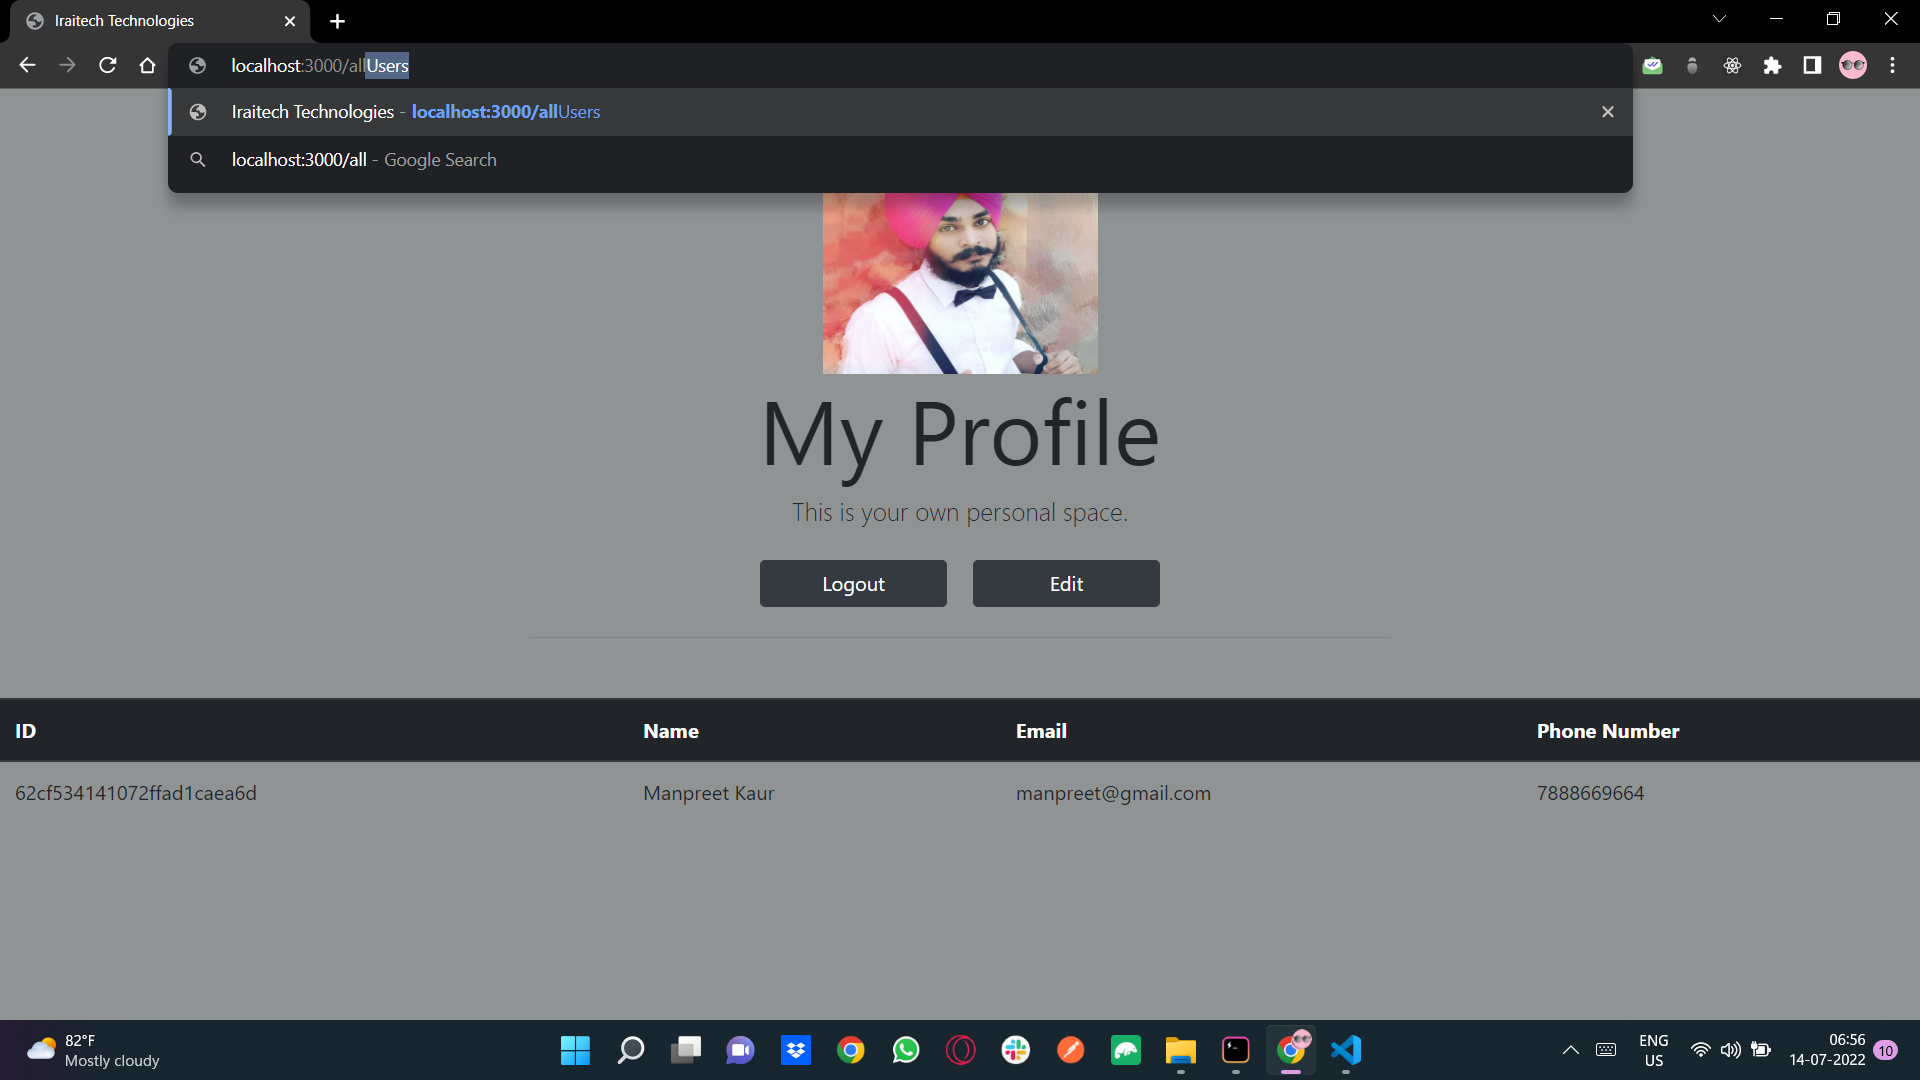 Iraitech Technologies
localhost:3000/allUsers
Iraitech Technologies - localhost:3000/allUsers
localhost:3000/all - Google Search
My Profile
This is your own personal space.
Logout Edit
ID Name Email Phone Number
62cf534141072ffad1caea6d Manpreet Kaur manpreet@gmail.com 7888669664
82°F
Mostly cloudy
ENG
US
06:56
14-07-2022
10